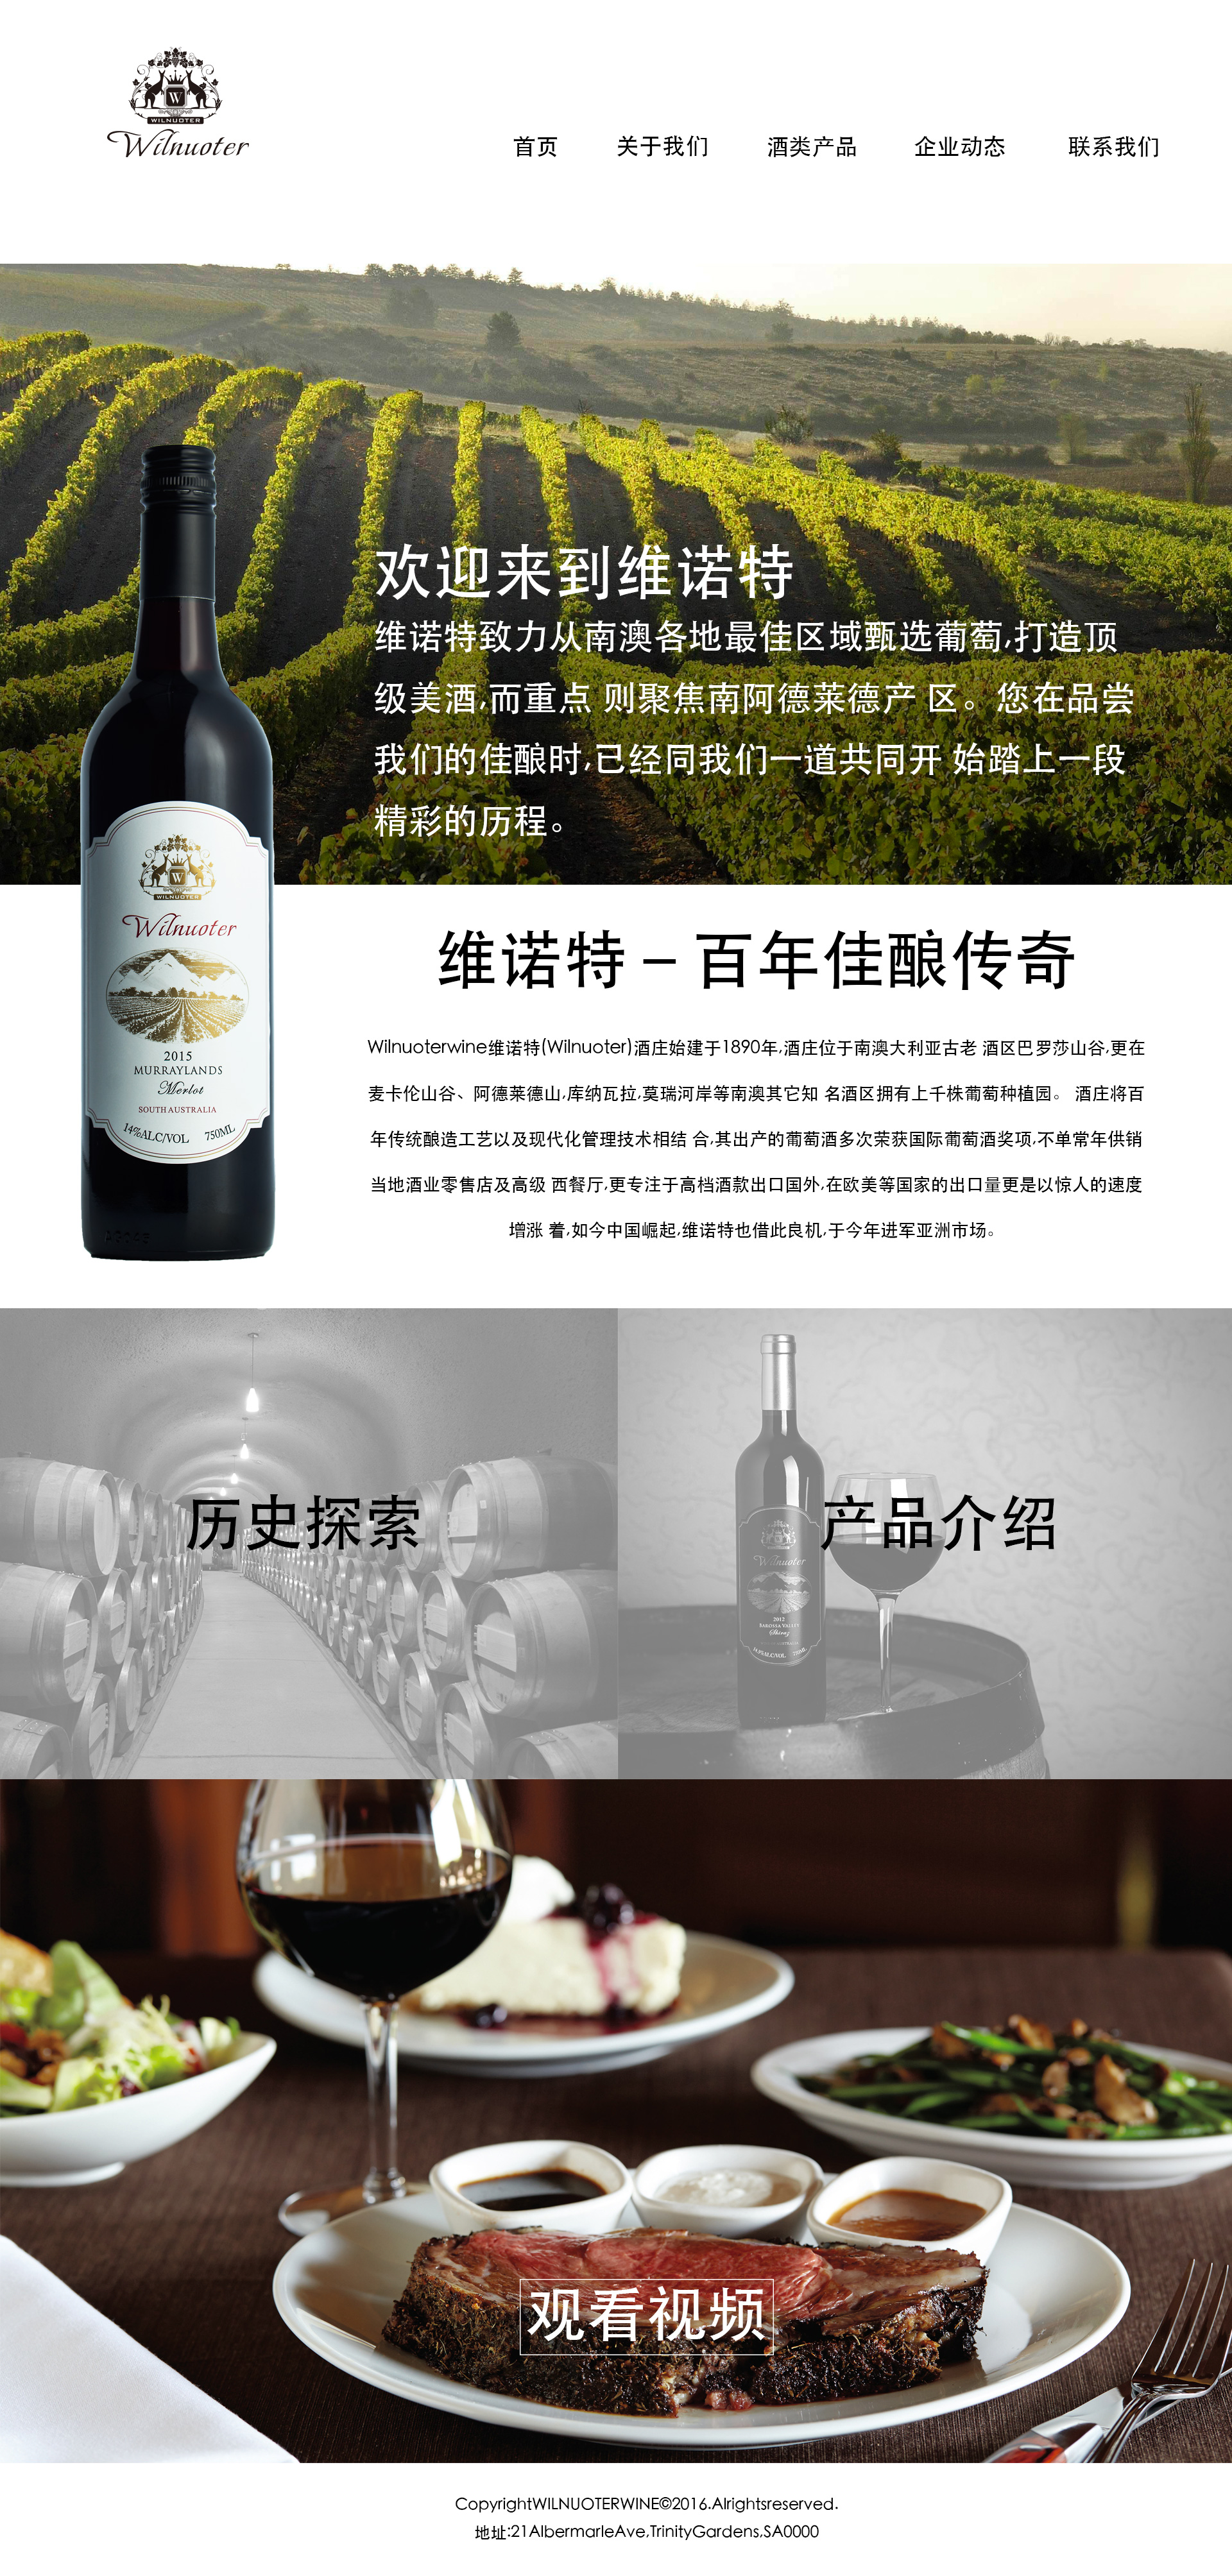 W
WILNUOTER
Wilnuoter
首页 关于我们 酒类产品 企业动态 联系我们
欢迎来到维诺特
维诺特致力从南澳各地最佳区域甄选葡萄,打造顶
级美酒,而重点 则聚焦南阿德莱德产 区。您在品尝
我们的佳酿时,已经同我们一道共同开 始踏上一段
精彩的历程。
W
WILNUOTER
Wilnuoter
2015
MURRAYLANDS
Merlot
SOUTH AUSTRALIA
14%ALC/VOL 750ML
维诺特 – 百年佳酿传奇
Wilnuoterwine维诺特(Wilnuoter)酒庄始建于1890年,酒庄位于南澳大利亚古老 酒区巴罗莎山谷,更在
麦卡伦山谷、阿德莱德山,库纳瓦拉,莫瑞河岸等南澳其它知 名酒区拥有上千株葡萄种植园。 酒庄将百
年传统酿造工艺以及现代化管理技术相结 合,其出产的葡萄酒多次荣获国际葡萄酒奖项,不单常年供销
当地酒业零售店及高级 西餐厅,更专注于高档酒款出口国外,在欧美等国家的出口量更是以惊人的速度
增涨 着,如今中国崛起,维诺特也借此良机,于今年进军亚洲市场。
历史探索
产品介绍
Wilnuoter
2012
BAROSSA VALLEY
Shiraz
14.5%ALC/VOL 750ML
观看视频
CopyrightWILNUOTERWINE©2016.Alrightsreserved.
地址:21AlbermarleAve,TrinityGardens,SA0000